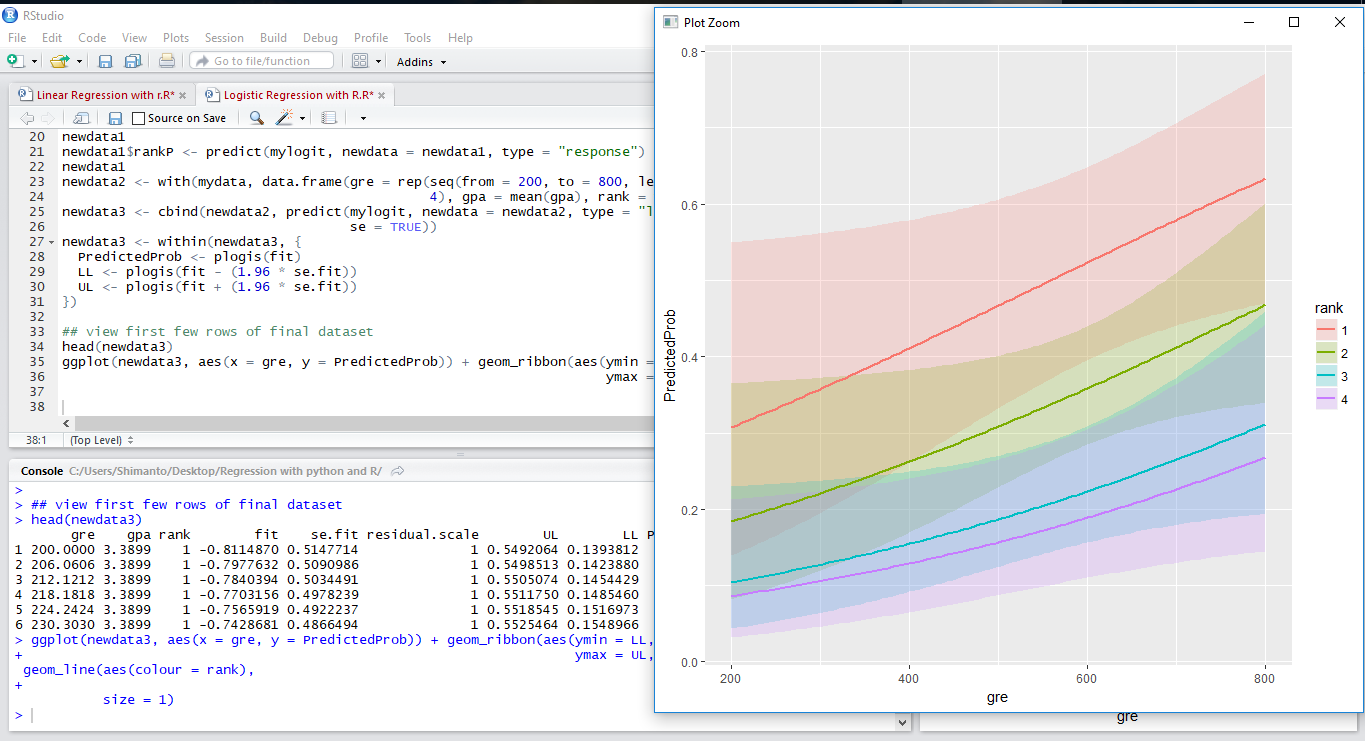 RStudio
File Edit Code View Plots Session Build Debug Profile Tools Help
Go to file/function
Addins
Linear Regression with r.R* Logistic Regression with R.R*
Source on Save
20 newdata1
21 newdata1$rankP <- predict(mylogit, newdata = newdata1, type = "response")
22 newdata1
23 newdata2 <- with(mydata, data.frame(gre = rep(seq(from = 200, to = 800, le
24 4), gpa = mean(gpa), rank =
25 newdata3 <- cbind(newdata2, predict(mylogit, newdata = newdata2, type = "l
26 se = TRUE))
27 newdata3 <- within(newdata3, {
28 PredictedProb <- plogis(fit)
29 LL <- plogis(fit - (1.96 * se.fit))
30 UL <- plogis(fit + (1.96 * se.fit))
31 })
32
33 ## view first few rows of final dataset
34 head(newdata3)
35 ggplot(newdata3, aes(x = gre, y = PredictedProb)) + geom_ribbon(aes(ymin =
36 ymax =
37
38
38:1 (Top Level)
Console C:/Users/Shimanto/Desktop/Regression with python and R/
>
> ## view first few rows of final dataset
> head(newdata3)
gre gpa rank fit se.fit residual.scale UL LL P
1 200.0000 3.3899 1 -0.8114870 0.5147714 1 0.5492064 0.1393812
2 206.0606 3.3899 1 -0.7977632 0.5090986 1 0.5498513 0.1423880
3 212.1212 3.3899 1 -0.7840394 0.5034491 1 0.5505074 0.1454429
4 218.1818 3.3899 1 -0.7703156 0.4978239 1 0.5511750 0.1485460
5 224.2424 3.3899 1 -0.7565919 0.4922237 1 0.5518545 0.1516973
6 230.3030 3.3899 1 -0.7428681 0.4866494 1 0.5525464 0.1548966
> ggplot(newdata3, aes(x = gre, y = PredictedProb)) + geom_ribbon(aes(ymin = LL,
+ ymax = UL,
geom_line(aes(colour = rank),
+
size = 1)
>
Plot Zoom
0.8
0.6
0.4
0.2
0.0
PredictedProb
200 400 600 800
gre
rank
1
2
3
4
gre